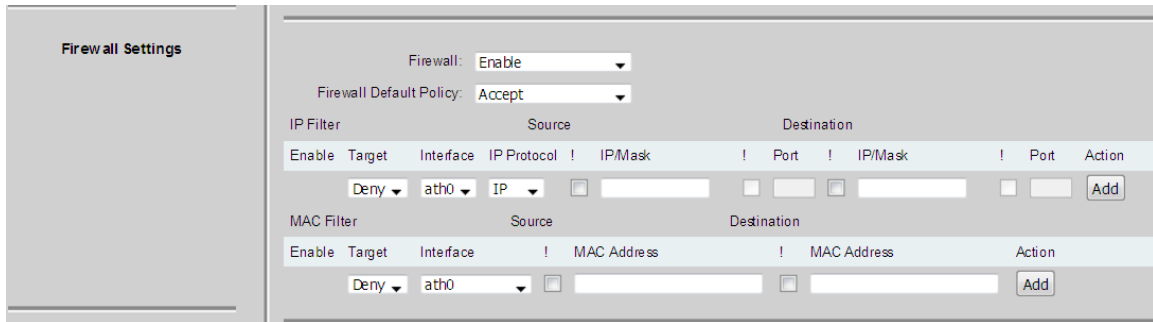 Firewall Settings
Firewall: Enable
Firewall Default Policy: Accept
IP Filter Source Destination
Enable Target Interface IP Protocol ! IP/Mask ! Port ! IP/Mask ! Port Action
Deny ath0 IP Add
MAC Filter Source Destination
Enable Target Interface ! MAC Address ! MAC Address Action
Deny ath0 Add